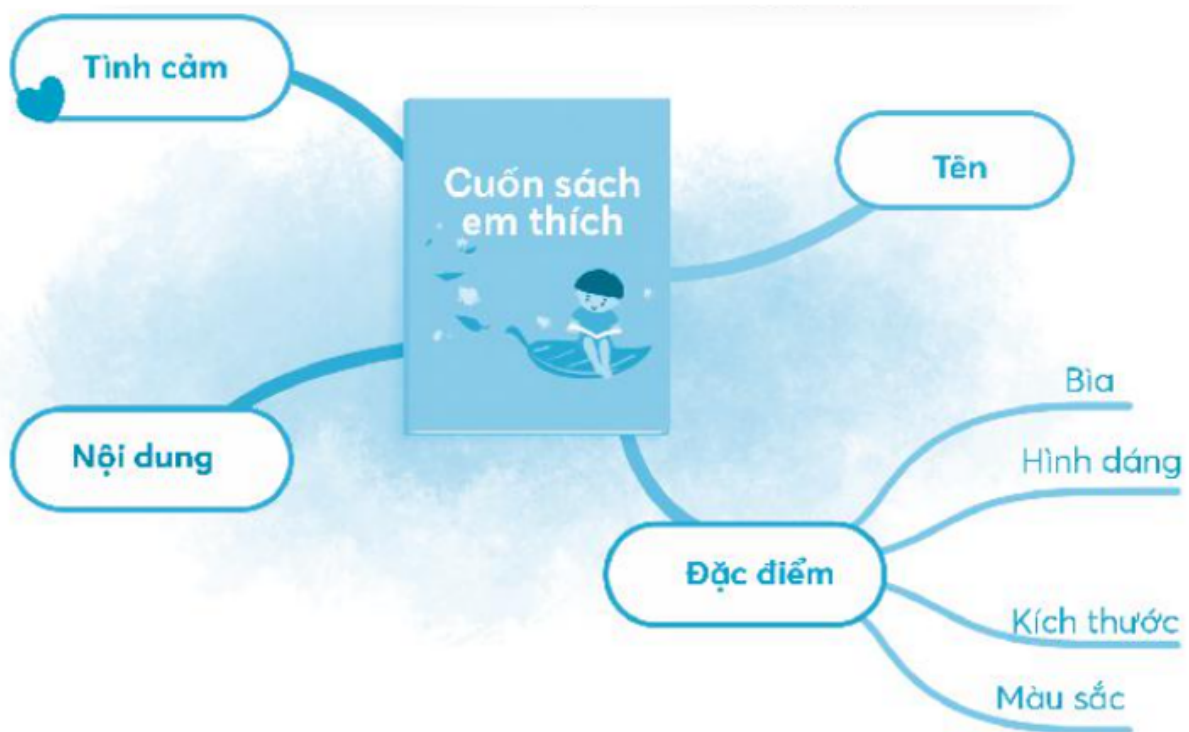 Tình cảm
Cuốn sách
em thích
Tên
Nội dung
Đặc điểm
Bìa
Hình dáng
Kích thước
Màu sắc